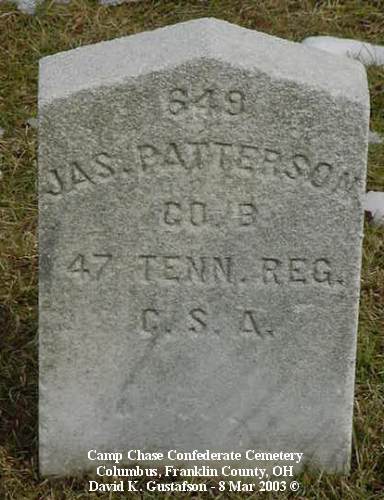 649
JAS. PATTERSON
CO. B
47 TENN. REG.
C. S. A.
Camp Chase Confederate Cemetery
Columbus, Franklin County, OH
David K. Gustafson - 8 Mar 2003 ©